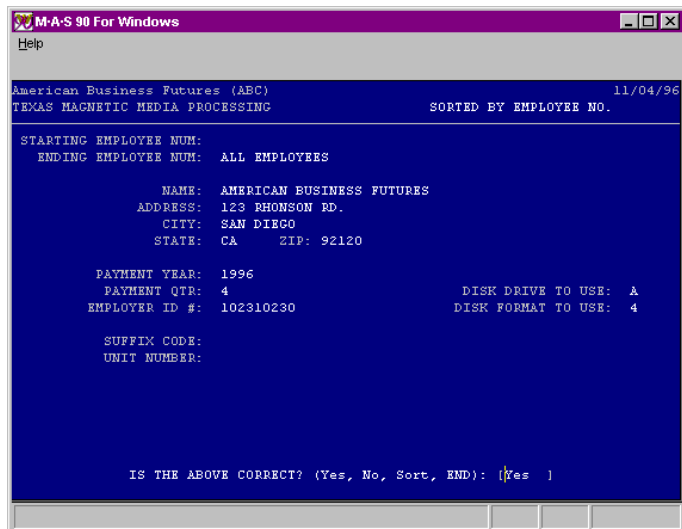 M·A·S 90 For Windows
Help
American Business Futures (ABC) 11/04/96
TEXAS MAGNETIC MEDIA PROCESSING SORTED BY EMPLOYEE NO.
STARTING EMPLOYEE NUM:
ENDING EMPLOYEE NUM: ALL EMPLOYEES
NAME: AMERICAN BUSINESS FUTURES
ADDRESS: 123 RHONSON RD.
CITY: SAN DIEGO
STATE: CA ZIP: 92120
PAYMENT YEAR: 1996
PAYMENT QTR: 4 DISK DRIVE TO USE: A
EMPLOYER ID #: 102310230 DISK FORMAT TO USE: 4
SUFFIX CODE:
UNIT NUMBER:
IS THE ABOVE CORRECT? (Yes, No, Sort, END): [Yes ]